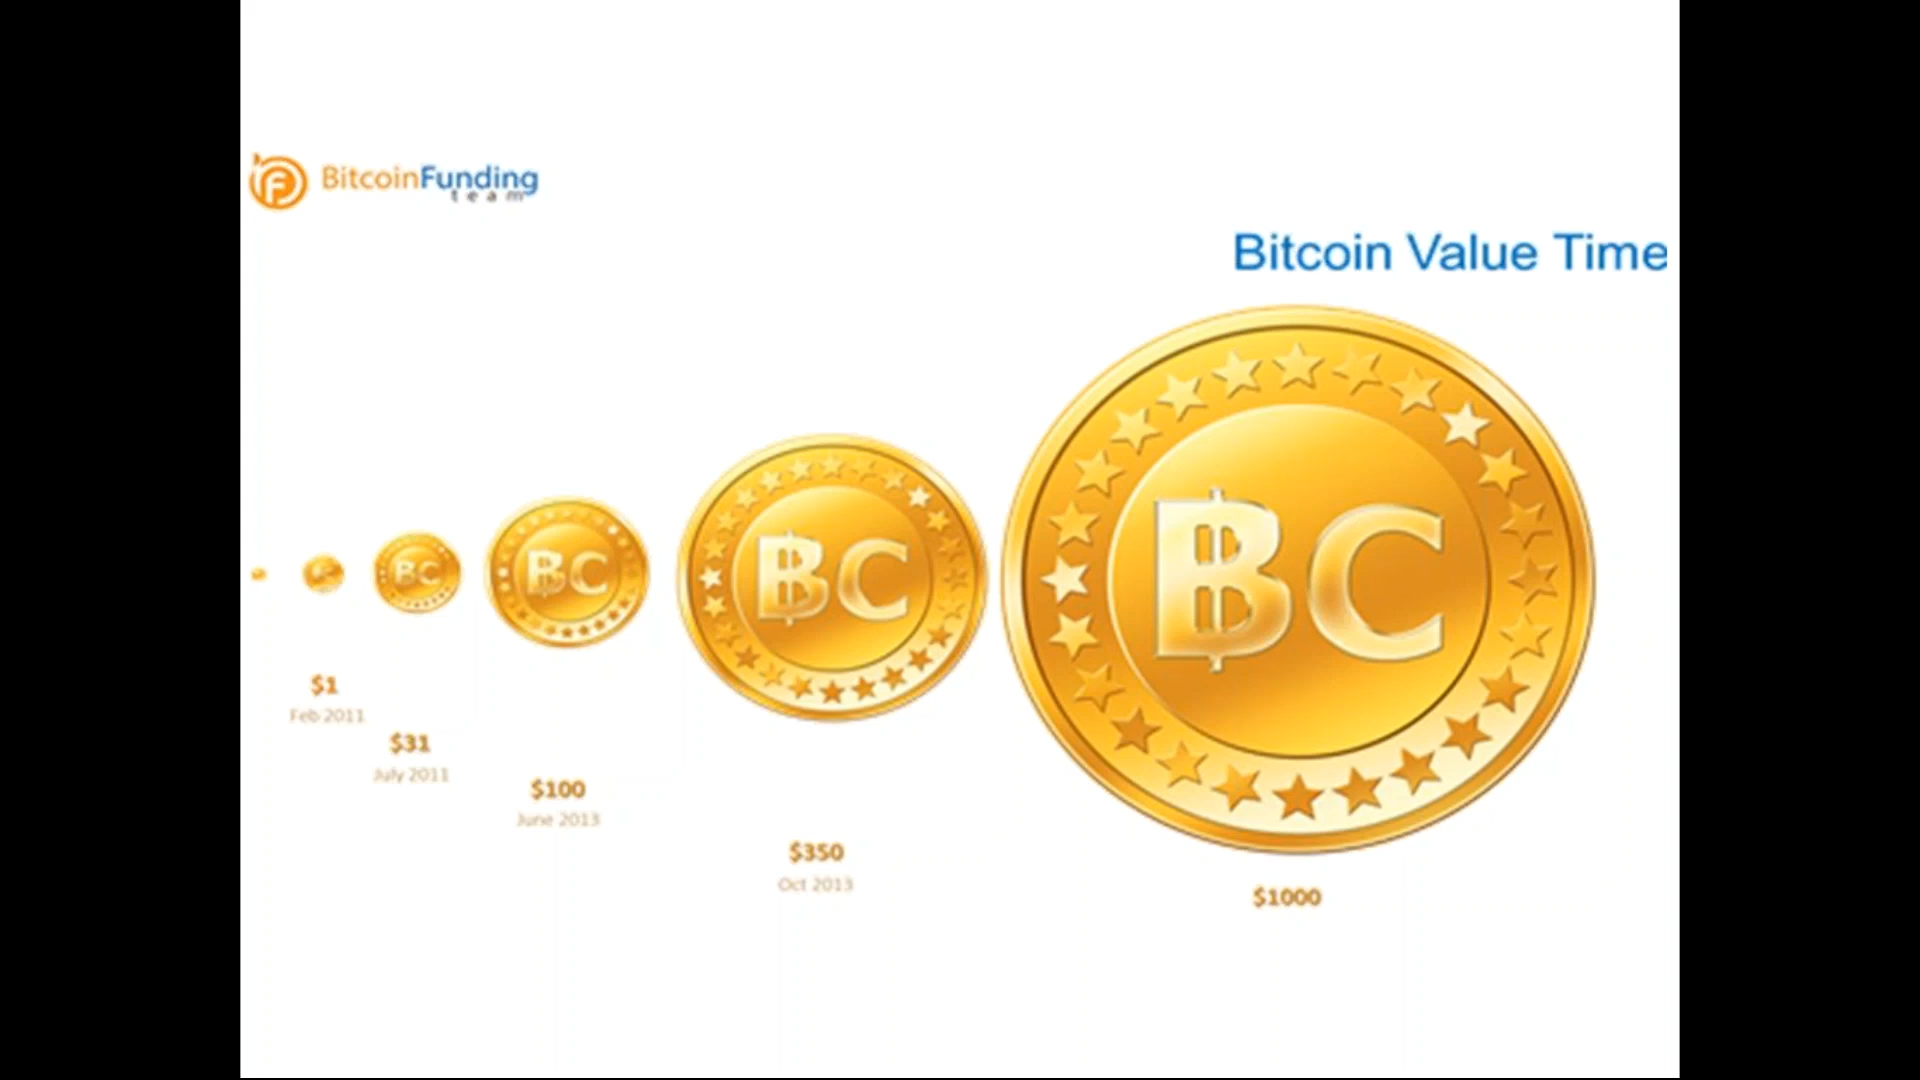 BitcoinFunding
team
Bitcoin Value Time
BC
BC
BC
BC
$1
Feb 2011
$31
July 2011
$100
June 2013
$350
Oct 2013
$1000